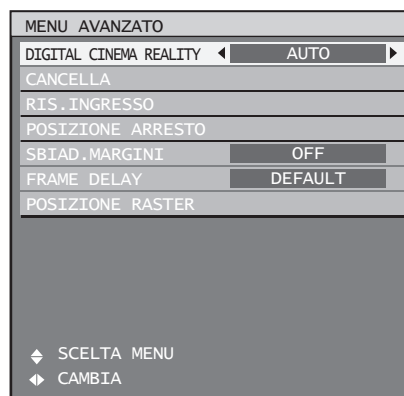 MENU AVANZATO
DIGITAL CINEMA REALITY AUTO
CANCELLA
RIS.INGRESSO
POSIZIONE ARRESTO
SBIAD.MARGINI OFF
FRAME DELAY DEFAULT
POSIZIONE RASTER
SCELTA MENU
CAMBIA